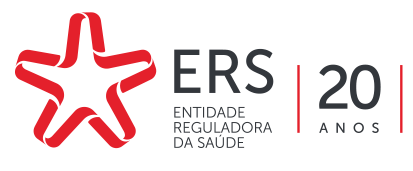 ERS
ENTIDADE
REGULADORA
DA SAÚDE
20
ANOS